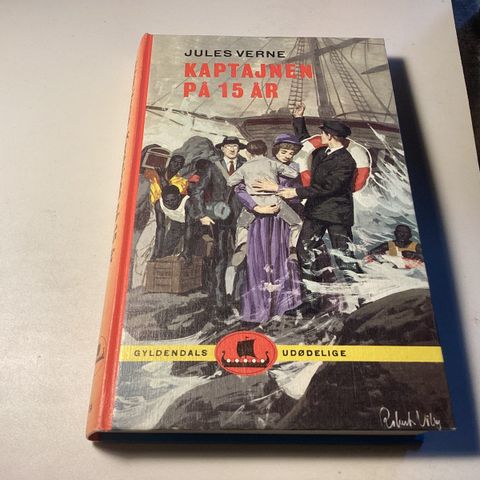 JULES VERNE
KAPTAJNEN
PÅ 15 ÅR
GYLDENDALS UDØDELIGE